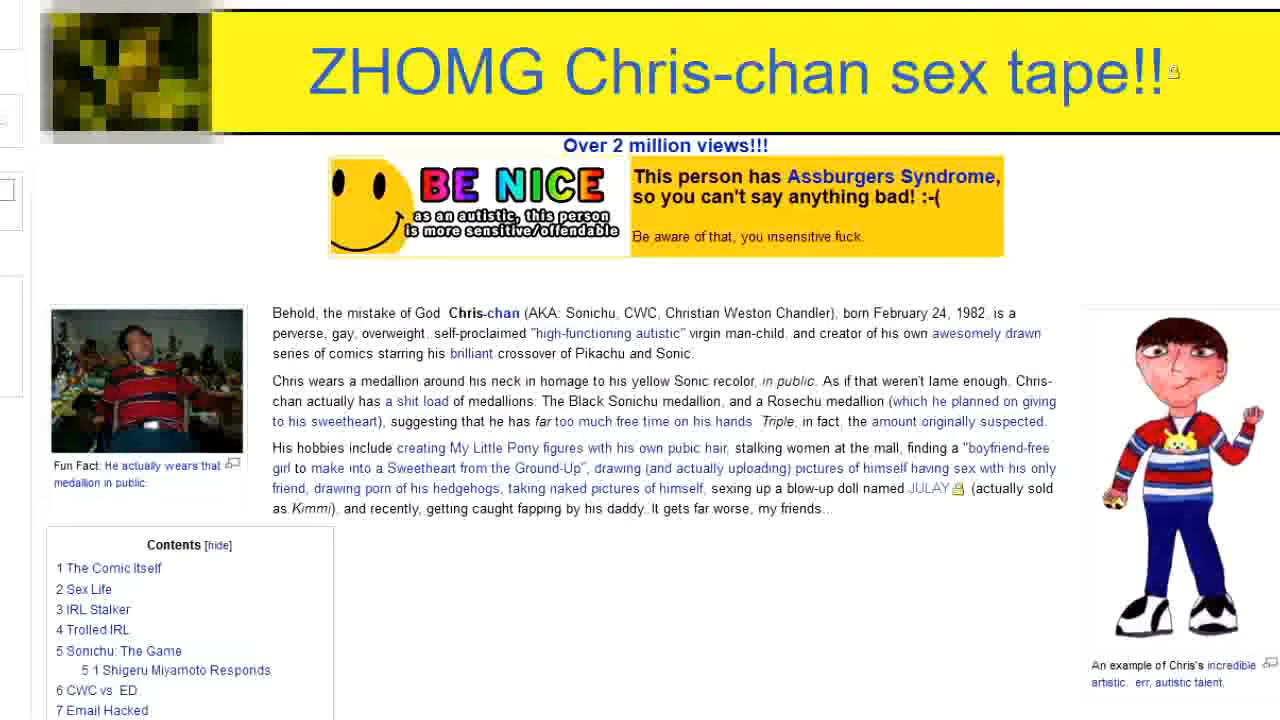 ZHOMG Chris-chan sex tape!!
Over 2 million views!!!
BE NICE
as an autistic, this person
is more sensitive/offendable
This person has Assburgers Syndrome,
so you can't say anything bad! :-(
Be aware of that, you insensitive fuck.
Behold, the mistake of God Chris-chan (AKA: Sonichu, CWC, Christian Weston Chandler), born February 24, 1982, is a
perverse, gay, overweight, self-proclaimed "high-functioning autistic" virgin man-child, and creator of his own awesomely drawn
series of comics starring his brilliant crossover of Pikachu and Sonic.
Chris wears a medallion around his neck in homage to his yellow Sonic recolor, in public. As if that weren't lame enough, Chris-
chan actually has a shit load of medallions: The Black Sonichu medallion, and a Rosechu medallion (which he planned on giving
to his sweetheart), suggesting that he has far too much free time on his hands. Triple, in fact, the amount originally suspected.
His hobbies include creating My Little Pony figures with his own pubic hair, stalking women at the mall, finding a "boyfriend-free
girl to make into a Sweetheart from the Ground-Up", drawing (and actually uploading) pictures of himself having sex with his only
friend, drawing porn of his hedgehogs, taking naked pictures of himself, sexing up a blow-up doll named JULAY (actually sold
as Kimmi), and recently, getting caught fapping by his daddy. It gets far worse, my friends...
Fun Fact: He actually wears that
medallion in public.
Contents [hide]
1 The Comic Itself
2 Sex Life
3 IRL Stalker
4 Trolled IRL
5 Sonichu: The Game
5.1 Shigeru Miyamoto Responds
6 CWC vs. ED
7 Email Hacked
An example of Chris's incredible
artistic.. err, autistic talent.